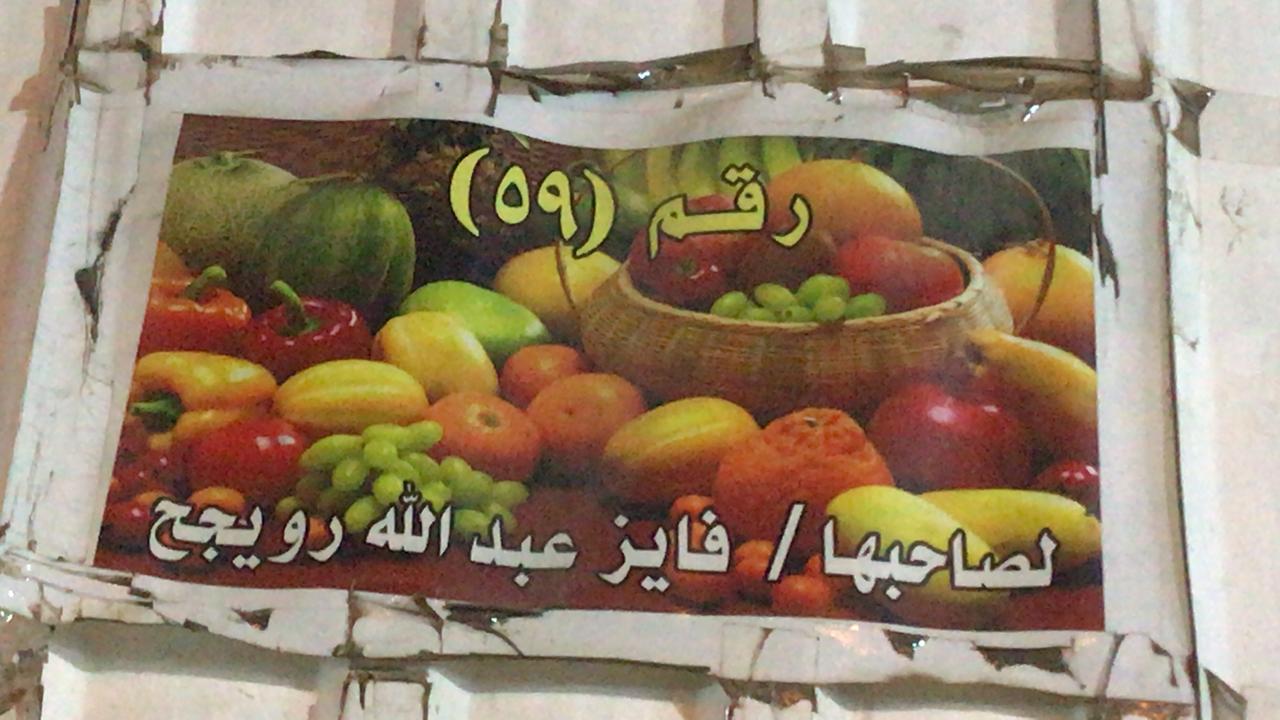 رقم (٥٩)
لصاحبها / فايز عبد الله رويجح